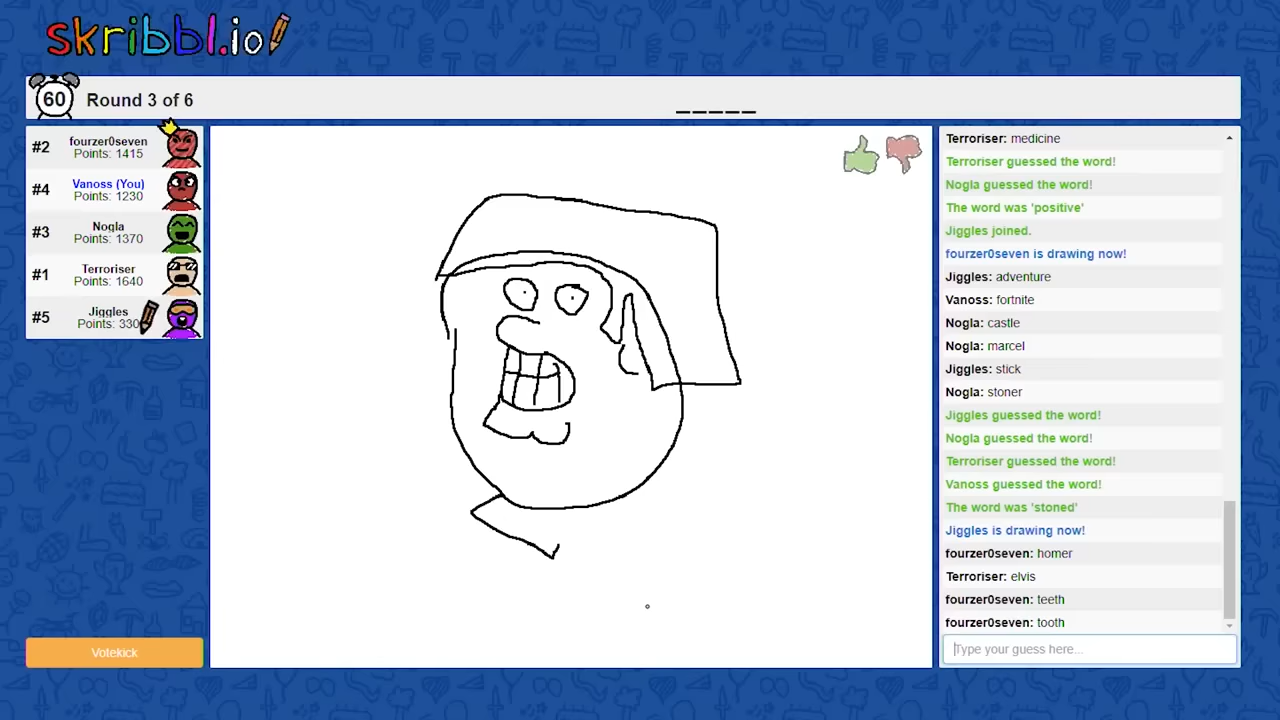 skribbl.io
60
Round 3 of 6
_____
#2
fourzer0seven
Points: 1415
#4
Vanoss (You)
Points: 1230
#3
Nogla
Points: 1370
#1
Terroriser
Points: 1640
#5
Jiggles
Points: 330
Votekick
Terroriser: medicine
Terroriser guessed the word!
Nogla guessed the word!
The word was 'positive'
Jiggles joined.
fourzer0seven is drawing now!
Jiggles: adventure
Vanoss: fortnite
Nogla: castle
Nogla: marcel
Jiggles: stick
Nogla: stoner
Jiggles guessed the word!
Nogla guessed the word!
Terroriser guessed the word!
Vanoss guessed the word!
The word was 'stoned'
Jiggles is drawing now!
fourzer0seven: homer
Terroriser: elvis
fourzer0seven: teeth
fourzer0seven: tooth
Type your guess here...